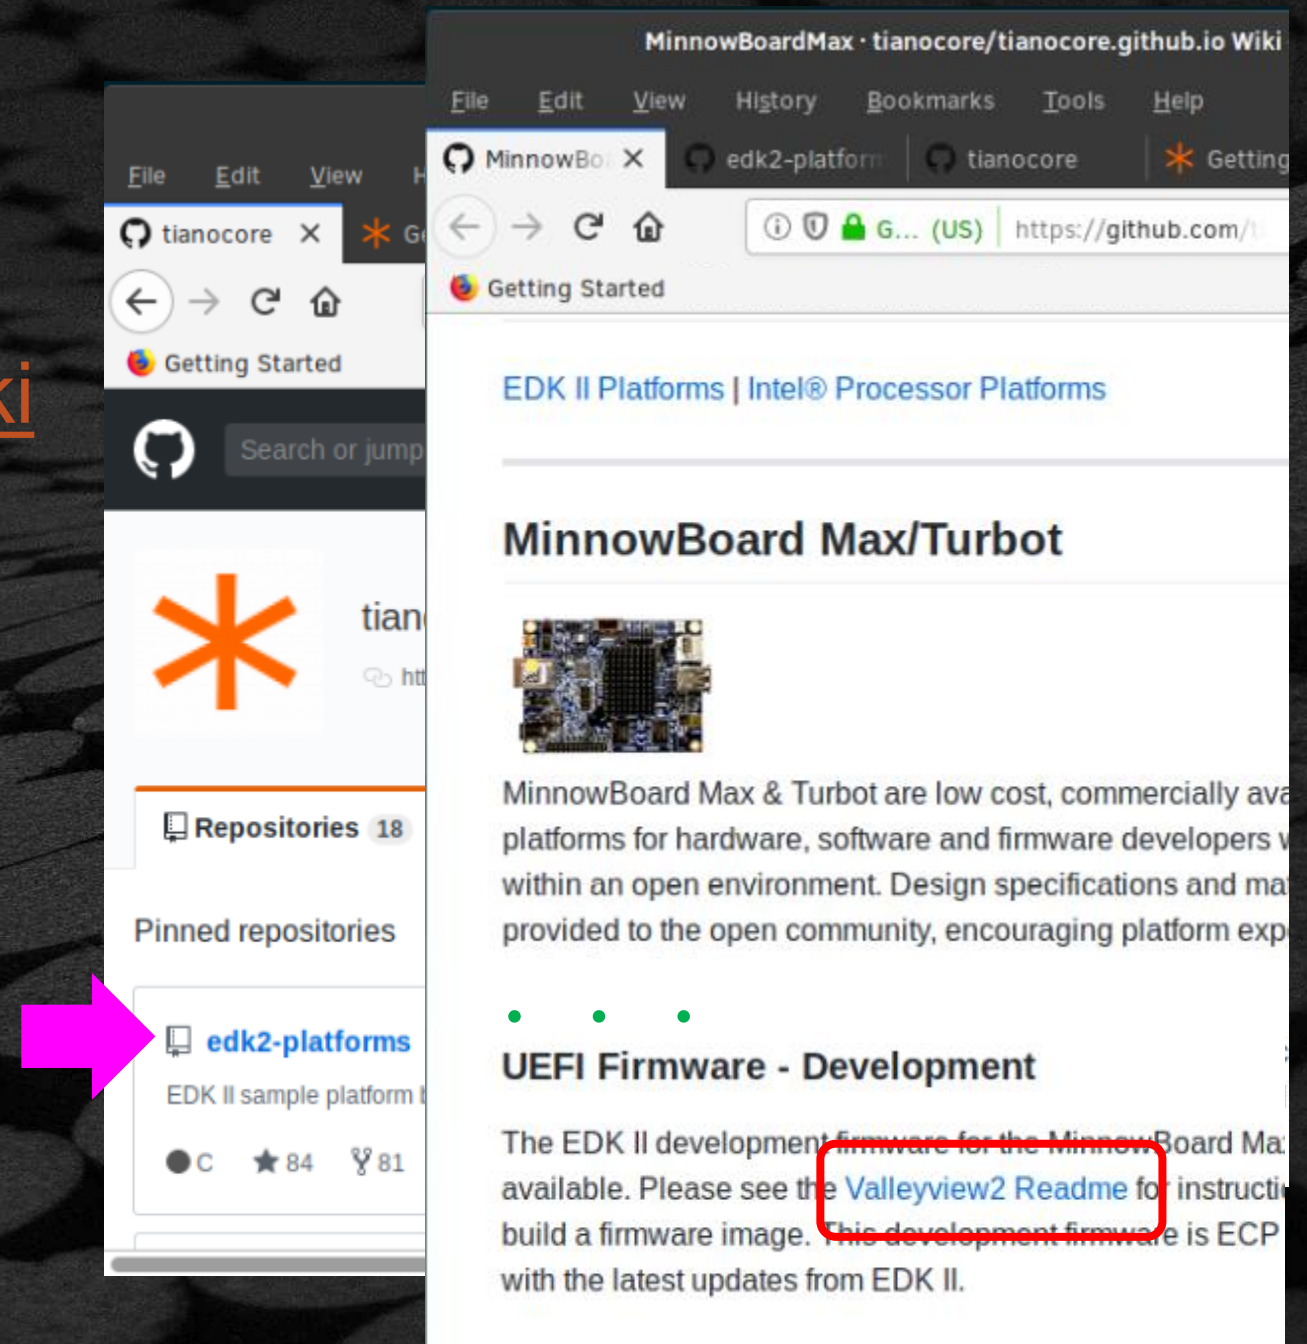 ki
File Edit View H
tianocore
Getting Started
Search or jump
tian
htt
Repositories 18
Pinned repositories
edk2-platforms
EDK II sample platform
C 84 81
MinnowBoardMax · tianocore/tianocore.github.io Wiki
File Edit View History Bookmarks Tools Help
MinnowBo edk2-platform tianocore Getting
G... (US) https://github.com/t
Getting Started
EDK II Platforms | Intel® Processor Platforms
MinnowBoard Max/Turbot
MinnowBoard Max & Turbot are low cost, commercially ava
platforms for hardware, software and firmware developers w
within an open environment. Design specifications and mat
provided to the open community, encouraging platform exp
. . .
UEFI Firmware - Development
The EDK II development firmware for the MinnowBoard Max
available. Please see the Valleyview2 Readme for instructi
build a firmware image. This development firmware is ECP
with the latest updates from EDK II.